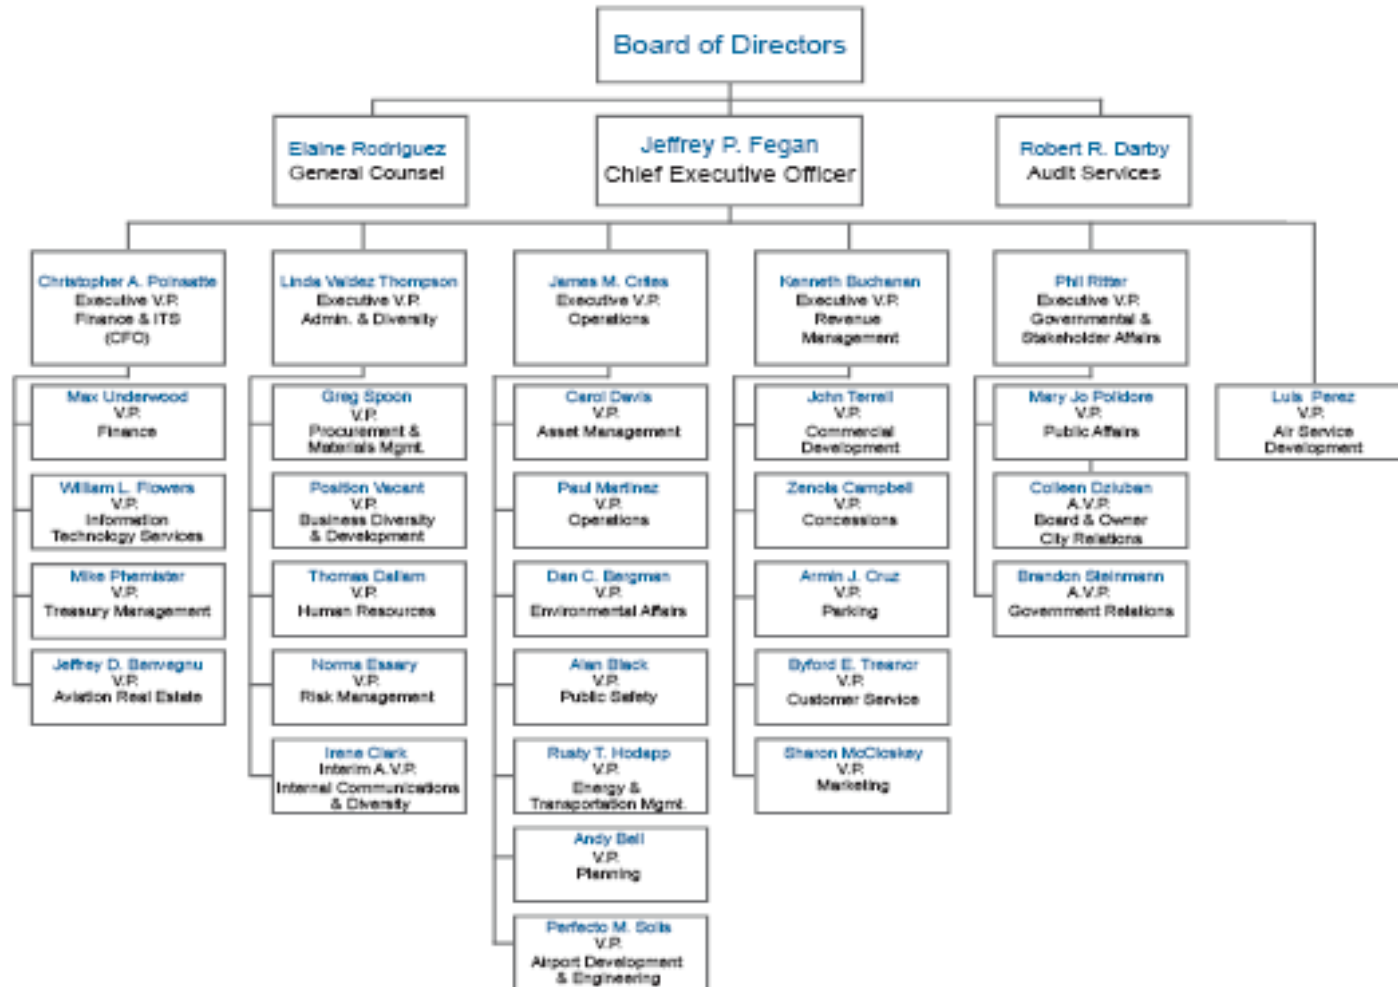 Board of Directors
Elaine Rodriguez
General Counsel
Jeffrey P. Fegan
Chief Executive Officer
Robert R. Darby
Audit Services
Christopher A. Poinsatte
Executive V.P.
Finance & ITS
(CFO)
Linda Valdez Thompson
Executive V.P.
Admin. & Diversity
James M. Crites
Executive V.P.
Operations
Kenneth Buchanan
Executive V.P.
Revenue
Management
Phil Ritter
Executive V.P.
Governmental &
Stakeholder Affairs
Max Underwood
V.P.
Finance
William L. Flowers
V.P.
Information
Technology Services
Mike Phemister
V.P.
Treasury Management
Jeffrey D. Benvegnu
V.P.
Aviation Real Estate
Greg Spoon
V.P.
Procurement &
Materials Mgmt.
Position Vacant
V.P.
Business Diversity
& Development
Thomas Dallam
V.P.
Human Resources
Norma Essary
V.P.
Risk Management
Irene Clark
Interim A.V.P.
Internal Communications
& Diversity
Carol Davis
V.P.
Asset Management
Paul Martinez
V.P.
Operations
Dan C. Bergman
V.P.
Environmental Affairs
Alan Black
V.P.
Public Safety
Rusty T. Hodapp
V.P.
Energy &
Transportation Mgmt.
Andy Bell
V.P.
Planning
Perfecto M. Solis
V.P.
Airport Development
& Engineering
John Terrell
V.P.
Commercial
Development
Zenola Campbell
V.P.
Concessions
Armin J. Cruz
V.P.
Parking
Byford E. Treanor
V.P.
Customer Service
Sharon McCloskey
V.P.
Marketing
Mary Jo Polidore
V.P.
Public Affairs
Colleen Dziuban
A.V.P.
Board & Owner
City Relations
Brandon Steinmann
A.V.P.
Government Relations
Luis Perez
V.P.
Air Service
Development